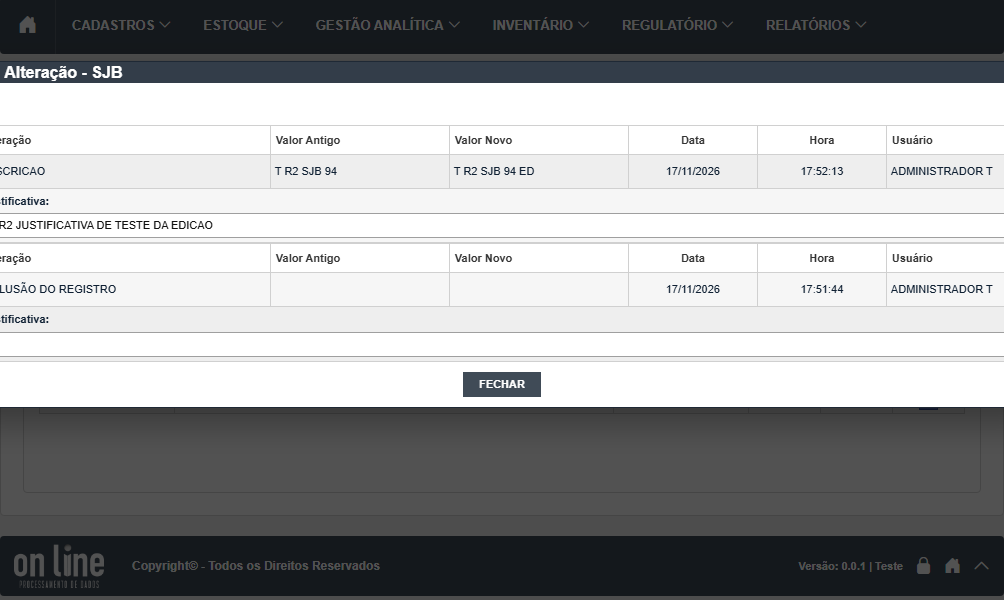 CADASTROS ESTOQUE GESTÃO ANALÍTICA INVENTÁRIO REGULATÓRIO RELATÓRIOS
Alteração - SJB
eração Valor Antigo Valor Novo Data Hora Usuário
SCRICAO T R2 SJB 94 T R2 SJB 94 ED 17/11/2026 17:52:13 ADMINISTRADOR T
tificativa:
R2 JUSTIFICATIVA DE TESTE DA EDICAO
eração Valor Antigo Valor Novo Data Hora Usuário
LUSÃO DO REGISTRO 17/11/2026 17:51:44 ADMINISTRADOR T
tificativa:
FECHAR
on line
PROCESSAMENTO DE DADOS
Copyright© - Todos os Direitos Reservados
Versão: 0.0.1 | Teste